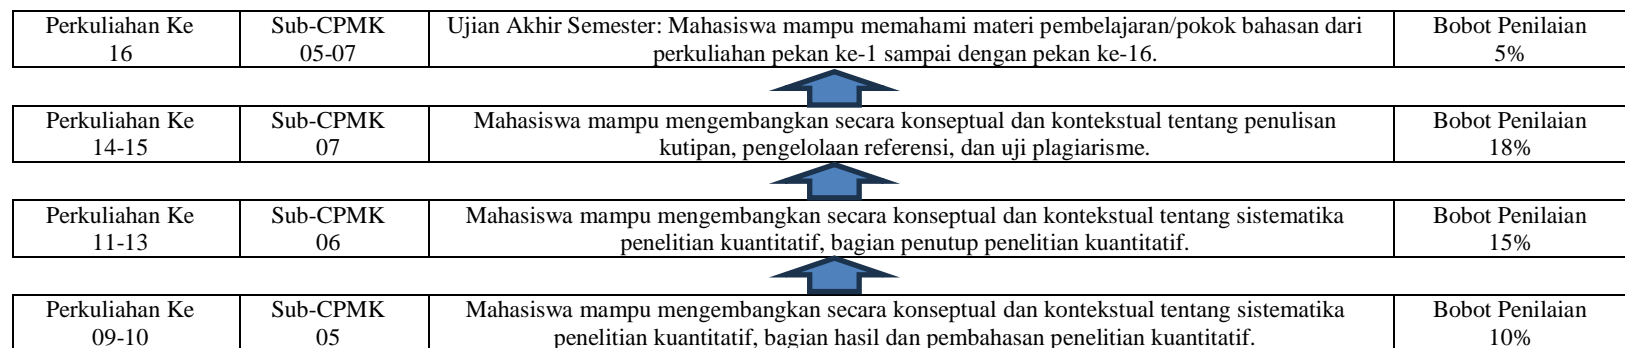 Perkuliahan Ke Sub-CPMK Ujian Akhir Semester: Mahasiswa mampu memahami materi pembelajaran/pokok bahasan dari Bobot Penilaian
16 05-07 perkuliahan pekan ke-1 sampai dengan pekan ke-16. 5%
Perkuliahan Ke Sub-CPMK Mahasiswa mampu mengembangkan secara konseptual dan kontekstual tentang penulisan Bobot Penilaian
14-15 07 kutipan, pengelolaan referensi, dan uji plagiarisme. 18%
Perkuliahan Ke Sub-CPMK Mahasiswa mampu mengembangkan secara konseptual dan kontekstual tentang sistematika Bobot Penilaian
11-13 06 penelitian kuantitatif, bagian penutup penelitian kuantitatif. 15%
Perkuliahan Ke Sub-CPMK Mahasiswa mampu mengembangkan secara konseptual dan kontekstual tentang sistematika Bobot Penilaian
09-10 05 penelitian kuantitatif, bagian hasil dan pembahasan penelitian kuantitatif. 10%